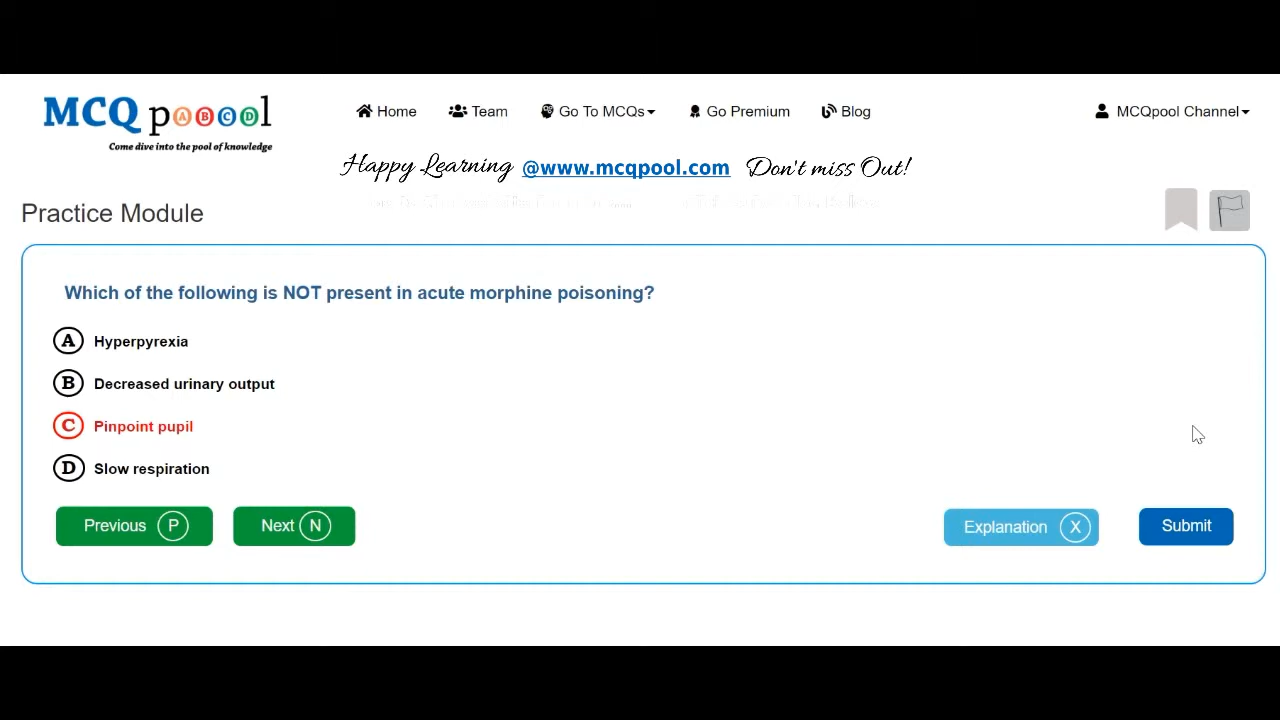 MCQ pABCDl
Come dive into the pool of knowledge
Home Team Go To MCQs Go Premium Blog MCQpool Channel
Happy Learning @www.mcqpool.com Don't miss Out!
Practice Module
Which of the following is NOT present in acute morphine poisoning?
A Hyperpyrexia
B Decreased urinary output
C Pinpoint pupil
D Slow respiration
Previous P Next N Explanation X Submit